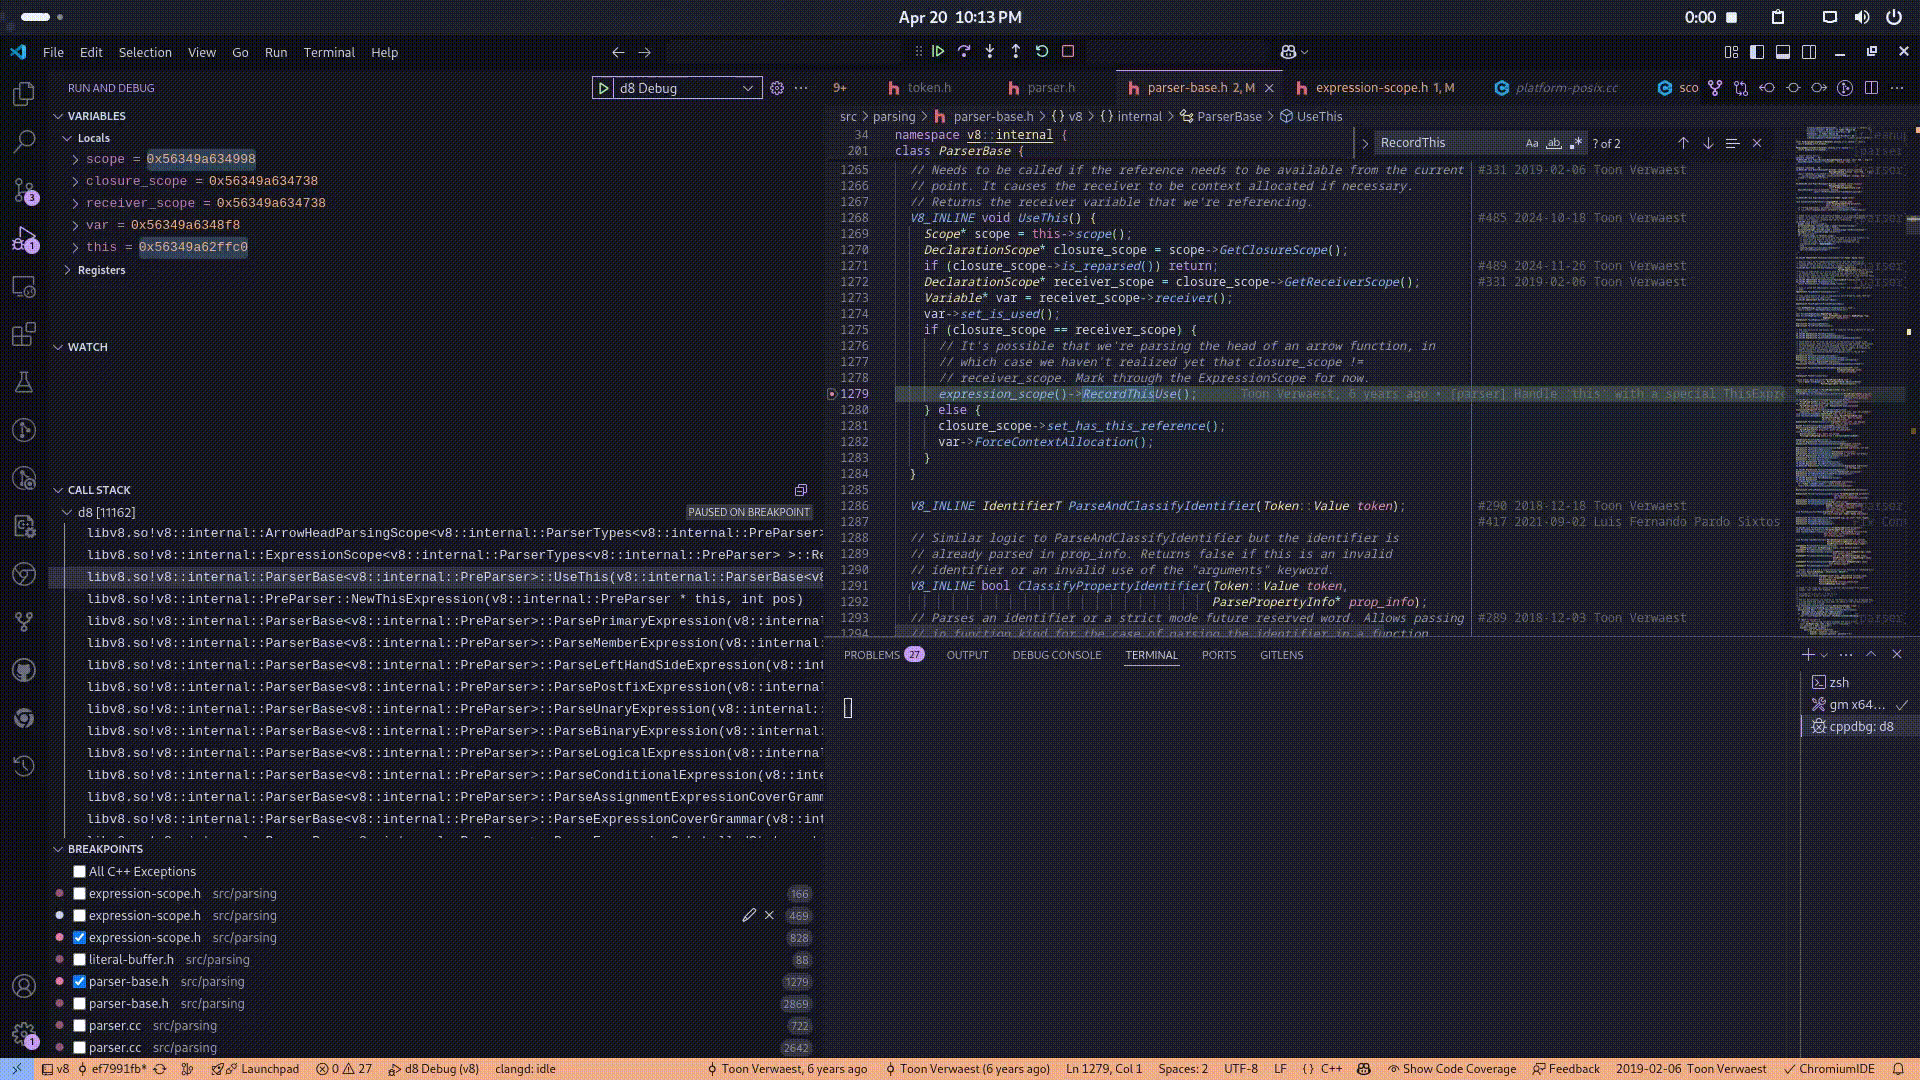 Apr 20 10:13 PM
0:00
File Edit Selection View Go Run Terminal Help
RUN AND DEBUG
d8 Debug
9+
token.h
parser.h
parser-base.h 2, M
expression-scope.h 1, M
platform-posix.cc
sco
VARIABLES
Locals
scope = 0x56349a634998
closure_scope = 0x56349a634738
receiver_scope = 0x56349a634738
var = 0x56349a6348f8
this = 0x56349a62ffc0
Registers
WATCH
CALL STACK
d8 [11162]
PAUSED ON BREAKPOINT
libv8.so!v8::internal::ArrowHeadParsingScope<v8::internal::ParserTypes<v8::internal::PreParser>
libv8.so!v8::internal::ExpressionScope<v8::internal::ParserTypes<v8::internal::PreParser> >::Re
libv8.so!v8::internal::ParserBase<v8::internal::PreParser>::UseThis(v8::internal::ParserBase<v8
libv8.so!v8::internal::PreParser::NewThisExpression(v8::internal::PreParser * this, int pos)
libv8.so!v8::internal::ParserBase<v8::internal::PreParser>::ParsePrimaryExpression(v8::internal
libv8.so!v8::internal::ParserBase<v8::internal::PreParser>::ParseMemberExpression(v8::internal:
libv8.so!v8::internal::ParserBase<v8::internal::PreParser>::ParseLeftHandSideExpression(v8::int
libv8.so!v8::internal::ParserBase<v8::internal::PreParser>::ParsePostfixExpression(v8::internal
libv8.so!v8::internal::ParserBase<v8::internal::PreParser>::ParseUnaryExpression(v8::internal::
libv8.so!v8::internal::ParserBase<v8::internal::PreParser>::ParseBinaryExpression(v8::internal:
libv8.so!v8::internal::ParserBase<v8::internal::PreParser>::ParseLogicalExpression(v8::internal
libv8.so!v8::internal::ParserBase<v8::internal::PreParser>::ParseConditionalExpression(v8::inte
libv8.so!v8::internal::ParserBase<v8::internal::PreParser>::ParseAssignmentExpressionCoverGramm
libv8.so!v8::internal::ParserBase<v8::internal::PreParser>::ParseExpressionCoverGrammar(v8::int
BREAKPOINTS
All C++ Exceptions
expression-scope.h src/parsing 166
expression-scope.h src/parsing 469
expression-scope.h src/parsing 828
literal-buffer.h src/parsing 88
parser-base.h src/parsing 1279
parser-base.h src/parsing 2869
parser.cc src/parsing 722
parser.cc src/parsing 2642
src > parsing > parser-base.h > {} v8 > {} internal > ParserBase > UseThis
34 namespace v8::internal {
201 class ParserBase {
RecordThis
Aa ab .*
? of 2
1265 // Needs to be called if the reference needs to be available from the current #331 2019-02-06 Toon Verwaest
1266 // point. It causes the receiver to be context allocated if necessary.
1267 // Returns the receiver variable that we're referencing.
1268 V8_INLINE void UseThis() { #485 2024-10-18 Toon Verwaest
1269 Scope* scope = this->scope();
1270 DeclarationScope* closure_scope = scope->GetClosureScope();
1271 if (closure_scope->is_reparsed()) return; #489 2024-11-26 Toon Verwaest
1272 DeclarationScope* receiver_scope = closure_scope->GetReceiverScope(); #331 2019-02-06 Toon Verwaest
1273 Variable* var = receiver_scope->receiver();
1274 var->set_is_used();
1275 if (closure_scope == receiver_scope) {
1276 // It's possible that we're parsing the head of an arrow function, in
1277 // which case we haven't realized yet that closure_scope !=
1278 // receiver_scope. Mark through the ExpressionScope for now.
1279 expression_scope()->RecordThisUse(); Toon Verwaest, 6 years ago • [parser] Handle 'this' with a special ThisExpre
1280 } else {
1281 closure_scope->set_has_this_reference();
1282 var->ForceContextAllocation();
1283 }
1284 }
1285
1286 V8_INLINE IdentifierT ParseAndClassifyIdentifier(Token::Value token); #290 2018-12-18 Toon Verwaest
1287 #417 2021-09-02 Luis Fernando Pardo Sixtos
1288 // Similar logic to ParseAndClassifyIdentifier but the identifier is
1289 // already parsed in prop_info. Returns false if this is an invalid
1290 // identifier or an invalid use of the "arguments" keyword.
1291 V8_INLINE bool ClassifyPropertyIdentifier(Token::Value token,
1292 ParsePropertyInfo* prop_info);
1293 // Parses an identifier or a strict mode future reserved word. Allows passing #289 2018-12-03 Toon Verwaest
1294 // in function_kind for the case of parsing the identifier in a function
PROBLEMS 27 OUTPUT DEBUG CONSOLE TERMINAL PORTS GITLENS
zsh
gm x64...
cppdbg: d8
3
1
1
v8 ef7991fb* Launchpad 0 27 d8 Debug (v8) clangd: idle Toon Verwaest, 6 years ago Toon Verwaest (6 years ago) Ln 1279, Col 1 Spaces: 2 UTF-8 LF {} C++ Show Code Coverage Feedback 2019-02-06 Toon Verwaest ChromiumIDE